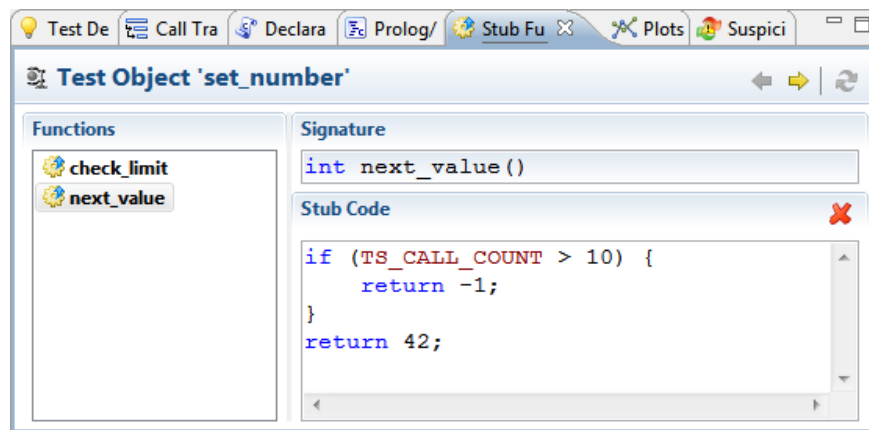 Test De Call Tra Declara Prolog/ Stub Fu Plots Suspici
Test Object 'set_number'
Functions
check_limit
next_value
Signature
int next_value()
Stub Code
if (TS_CALL_COUNT > 10) {
    return -1;
}
return 42;